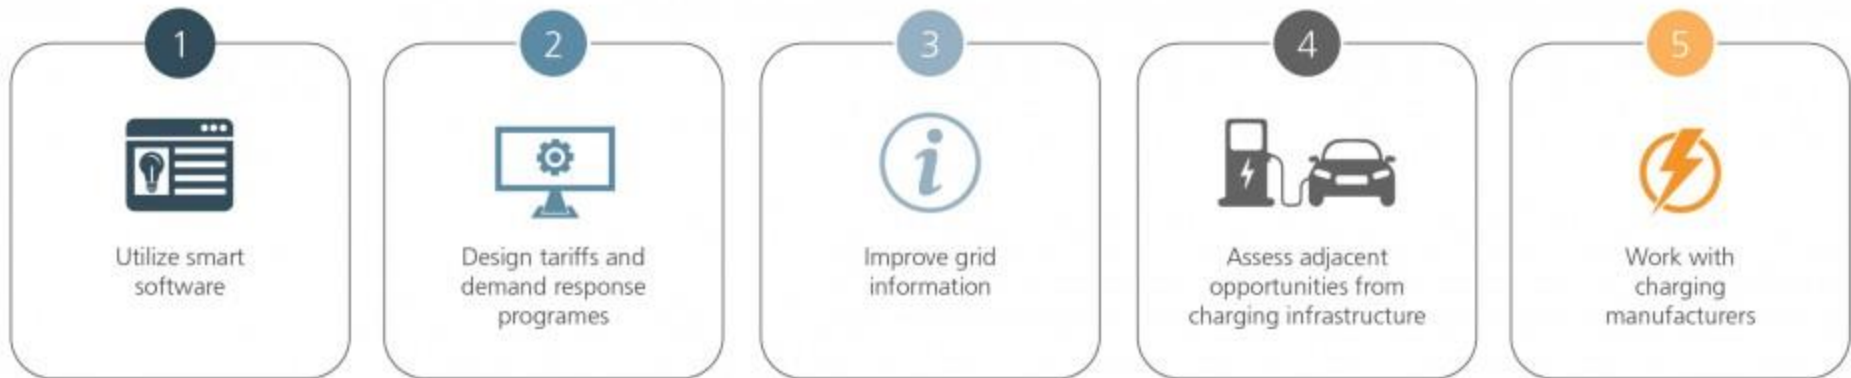 1
Utilize smart
software
2
Design tariffs and
demand response
programes
3
Improve grid
information
4
Assess adjacent
opportunities from
charging infrastructure
5
Work with
charging
manufacturers